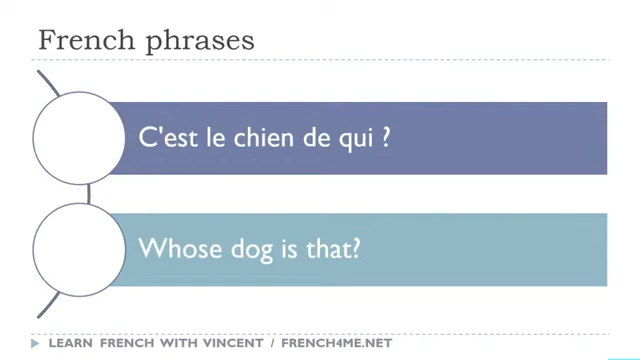 French phrases
C'est le chien de qui ?
Whose dog is that?
LEARN FRENCH WITH VINCENT / FRENCH4ME.NET